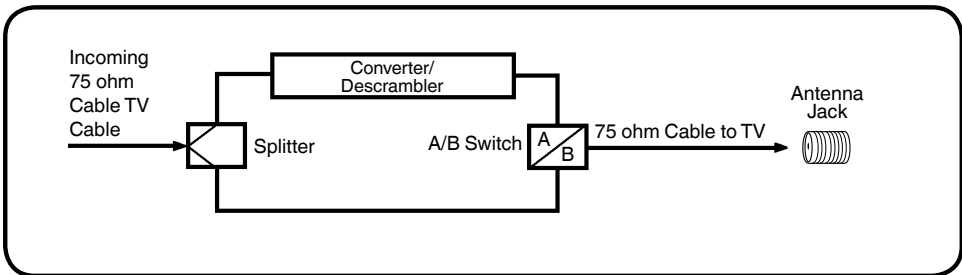 Incoming
75 ohm
Cable TV
Cable
Splitter
Converter/
Descrambler
A/B Switch
A
B
75 ohm Cable to TV
Antenna
Jack